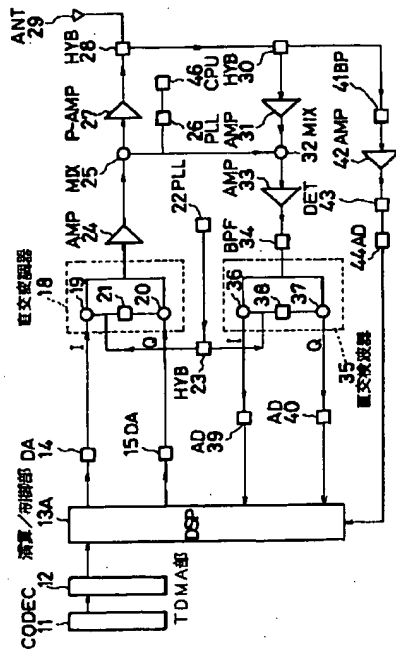 CODEC
11
12
TDMA部
演算/制御部
13A
DSP
DA
14
15DA
直交変調器
18
I
Q
19
21
20
AMP
24
MIX
25
P-AMP
27
HYB
28
ANT
29
46
CPU
26
PLL
22PLL
HYB
23
HYB
30
AMP
31
32 MIX
AMP
33
BPF
34
36
38
37
I
Q
35
直交検波器
AD
39
AD
40
41BP
42AMP
DET
43
44AD